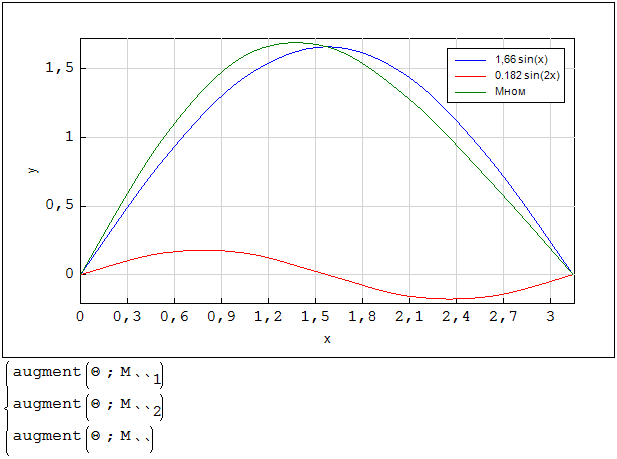 1,66 sin(x)
0.182 sin(2x)
Мном
1,5
1
0,5
0
y
0 0,3 0,6 0,9 1,2 1,5 1,8 2,1 2,4 2,7 3
x
augment(Θ ; M``1)
augment(Θ ; M``2)
augment(Θ ; M``)